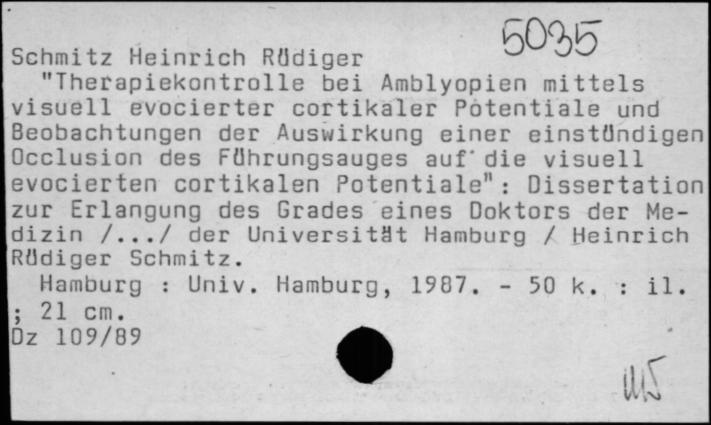 5035
Schmitz Heinrich Rüdiger
"Therapiekontrolle bei Amblyopien mittels
visuell evocierter cortikaler Potentiale und
Beobachtungen der Auswirkung einer einstündigen
Occlusion des Führungsauges auf die visuell
evocierten cortikalen Potentiale": Dissertation
zur Erlangung des Grades eines Doktors der Me-
dizin /.../ der Universität Hamburg / Heinrich
Rüdiger Schmitz.
Hamburg : Univ. Hamburg, 1987. - 50 k. : il.
; 21 cm.
Dz 109/89